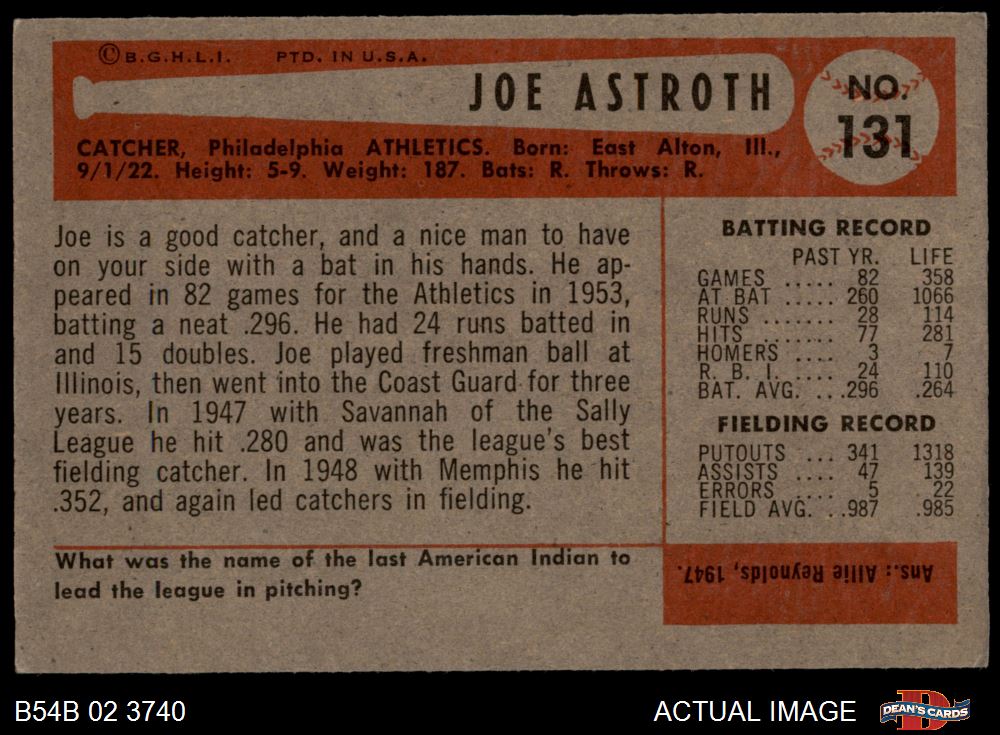 © B.G.H.L.I. PTD. IN U.S.A.
JOE ASTROTH
NO.
131
CATCHER, Philadelphia ATHLETICS. Born: East Alton, Ill.,
9/1/22. Height: 5-9. Weight: 187. Bats: R. Throws: R.
Joe is a good catcher, and a nice man to have
on your side with a bat in his hands. He ap-
peared in 82 games for the Athletics in 1953,
batting a neat .296. He had 24 runs batted in
and 15 doubles. Joe played freshman ball at
Illinois, then went into the Coast Guard for three
years. In 1947 with Savannah of the Sally
League he hit .280 and was the league's best
fielding catcher. In 1948 with Memphis he hit
.352, and again led catchers in fielding.
BATTING RECORD
PAST YR. LIFE
GAMES ..... 82 358
AT BAT ..... 260 1066
RUNS ....... 28 114
HITS ....... 77 281
HOMERS .... 3 7
R. B. I. .... 24 110
BAT. AVG. ...296 .264
FIELDING RECORD
PUTOUTS ... 341 1318
ASSISTS .... 47 139
ERRORS .... 5 22
FIELD AVG. ..987 .985
What was the name of the last American Indian to
lead the league in pitching?
Ans.: Allie Reynolds, 1947.
B54B 02 3740
ACTUAL IMAGE
D
DEAN'S CARDS